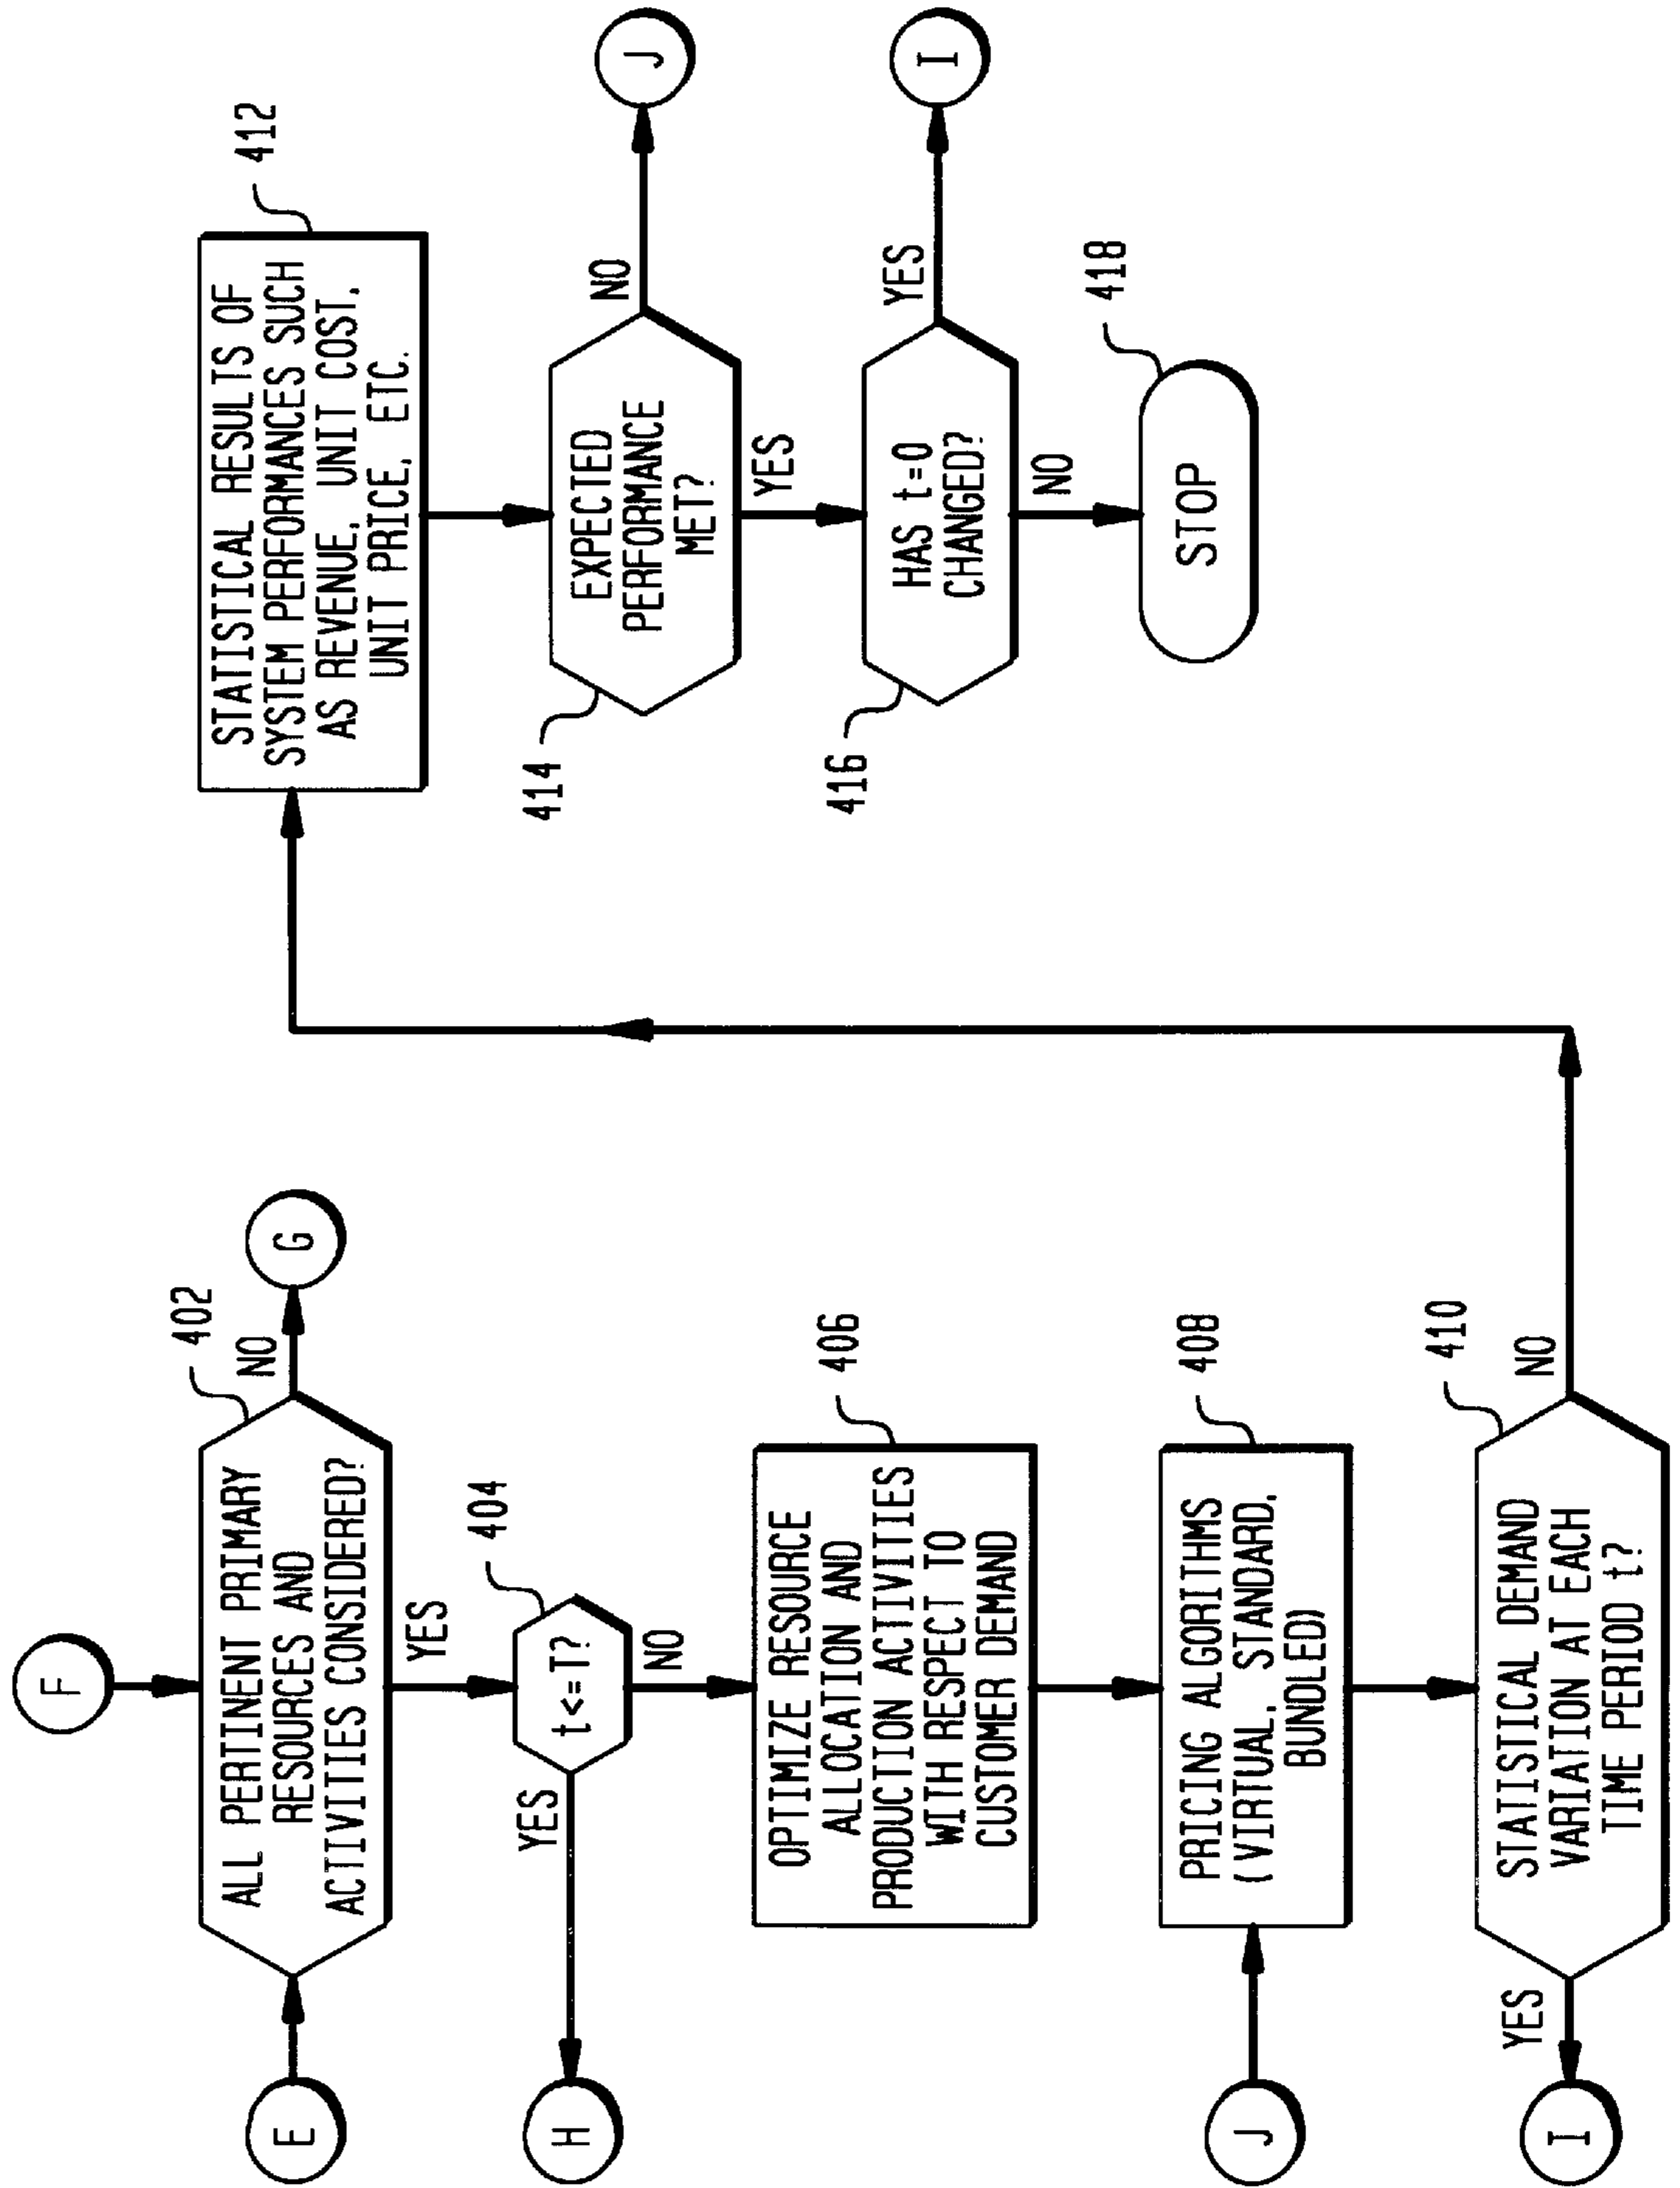 F
E
ALL PERTINENT PRIMARY
RESOURCES AND
ACTIVITIES CONSIDERED?
402
NO
G
YES
404
t<=T?
YES
H
NO
406
OPTIMIZE RESOURCE
ALLOCATION AND
PRODUCTION ACTIVITIES
WITH RESPECT TO
CUSTOMER DEMAND
408
J
PRICING ALGORITHMS
(VIRTUAL, STANDARD,
BUNDLED)
410
STATISTICAL DEMAND
VARIATION AT EACH
TIME PERIOD t?
YES
I
NO
412
STATISTICAL RESULTS OF
SYSTEM PERFORMANCES SUCH
AS REVENUE, UNIT COST,
UNIT PRICE, ETC.
414
EXPECTED
PERFORMANCE
MET?
NO
J
YES
416
HAS t=0
CHANGED?
YES
I
NO
418
STOP